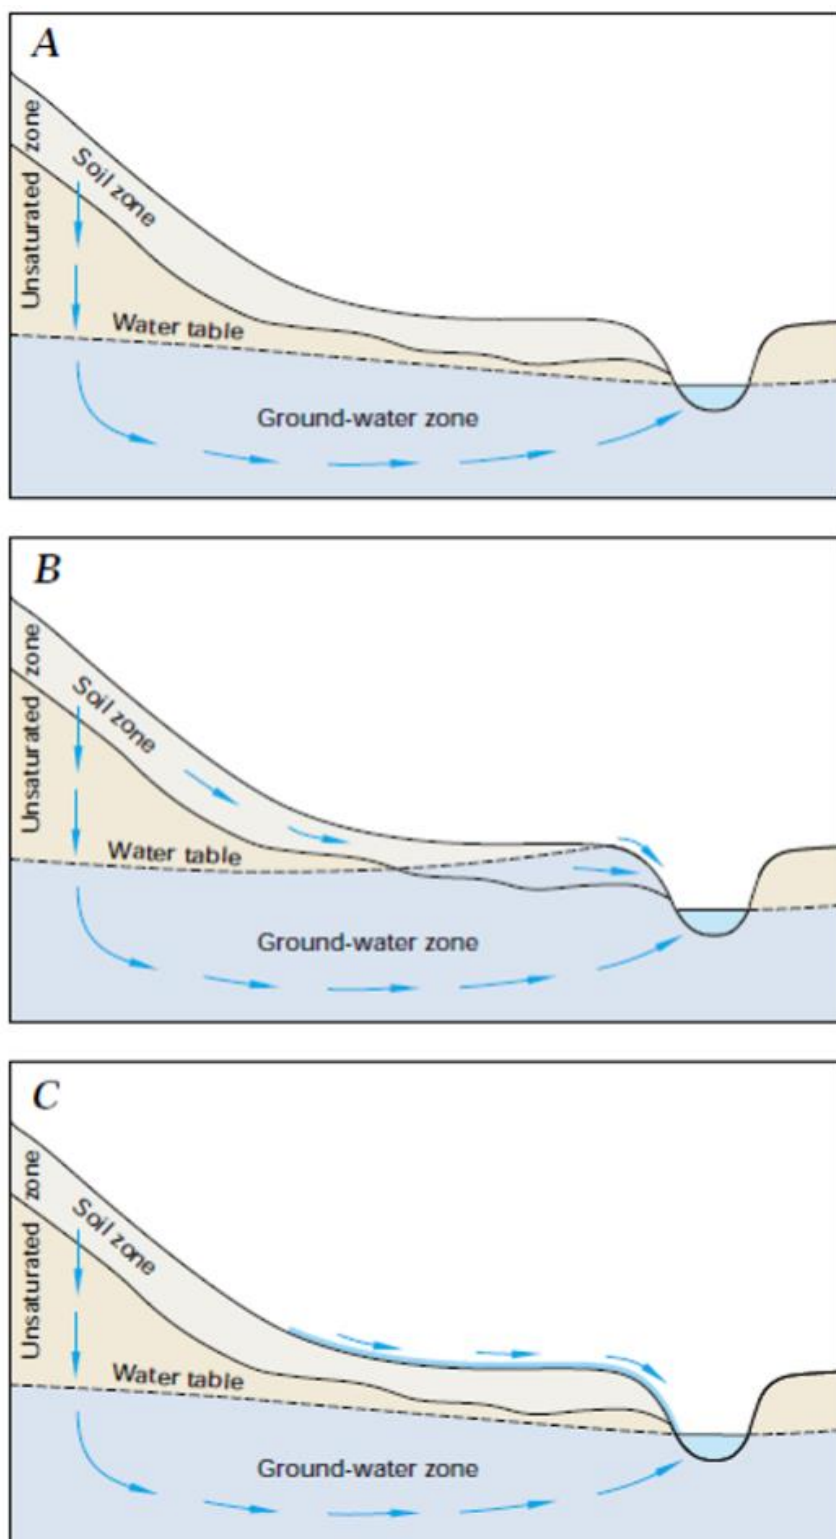 A
Unsaturated zone
Soil zone
Water table
Ground-water zone
B
Unsaturated zone
Soil zone
Water table
Ground-water zone
C
Unsaturated zone
Soil zone
Water table
Ground-water zone